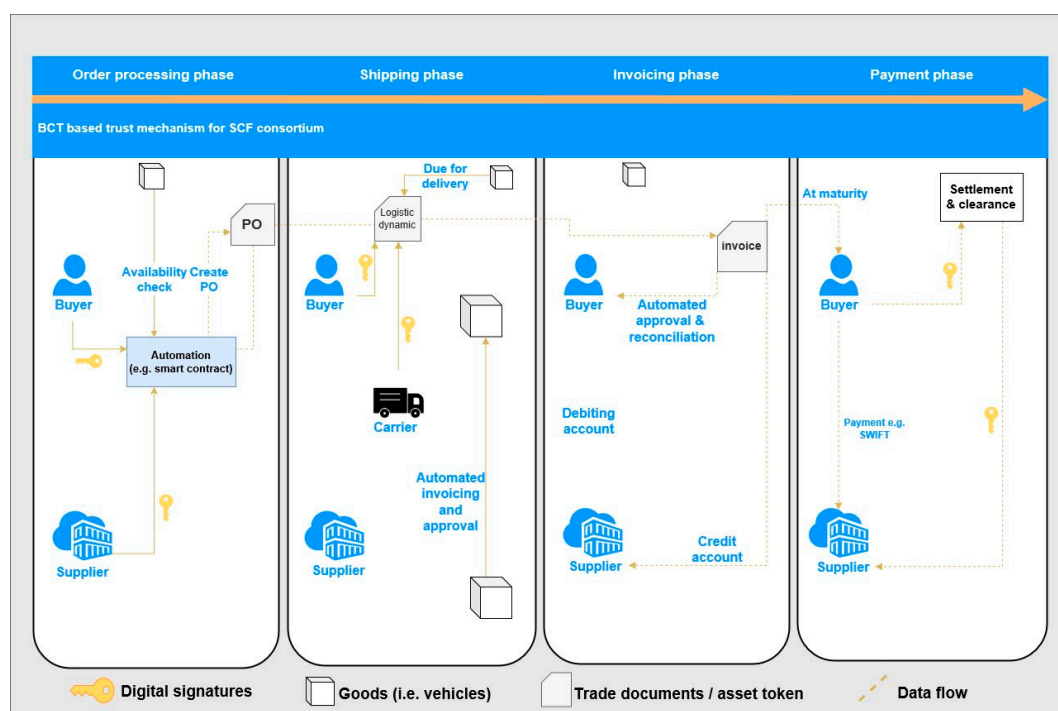 Order processing phase
Shipping phase
Invoicing phase
Payment phase
BCT based trust mechanism for SCF consortium
PO
Availability
check
Create
PO
Buyer
Automation
(e.g. smart contract)
Supplier
Due for
delivery
Logistic
dynamic
Buyer
Carrier
Automated
invoicing
and
approval
Supplier
invoice
Buyer
Automated
approval &
reconciliation
Debiting
account
Credit
account
Supplier
At maturity
Settlement
& clearance
Buyer
Payment e.g.
SWIFT
Supplier
Digital signatures
Goods (i.e. vehicles)
Trade documents / asset token
Data flow